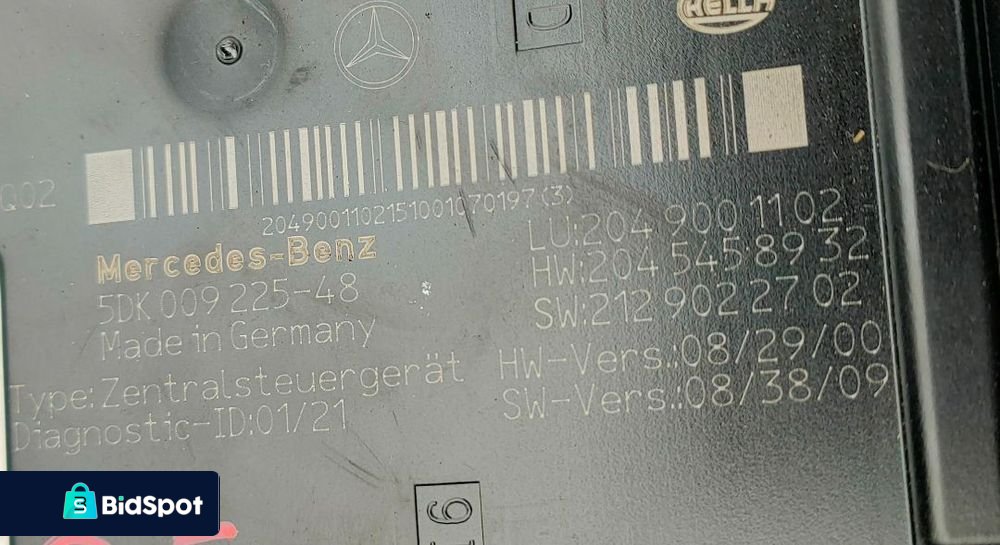 HELLA
D
G02
2049001102151001070197(3)
Mercedes-Benz
5DK 009 225-48
Made in Germany
Type: Zentralsteuergerät
Diagnostic-ID:01/21
LU:204 900 11 02
HW:204 545 89 32
SW:212 902 27 02
HW-Vers.:08/29/00
SW-Vers.:08/38/09
BidSpot